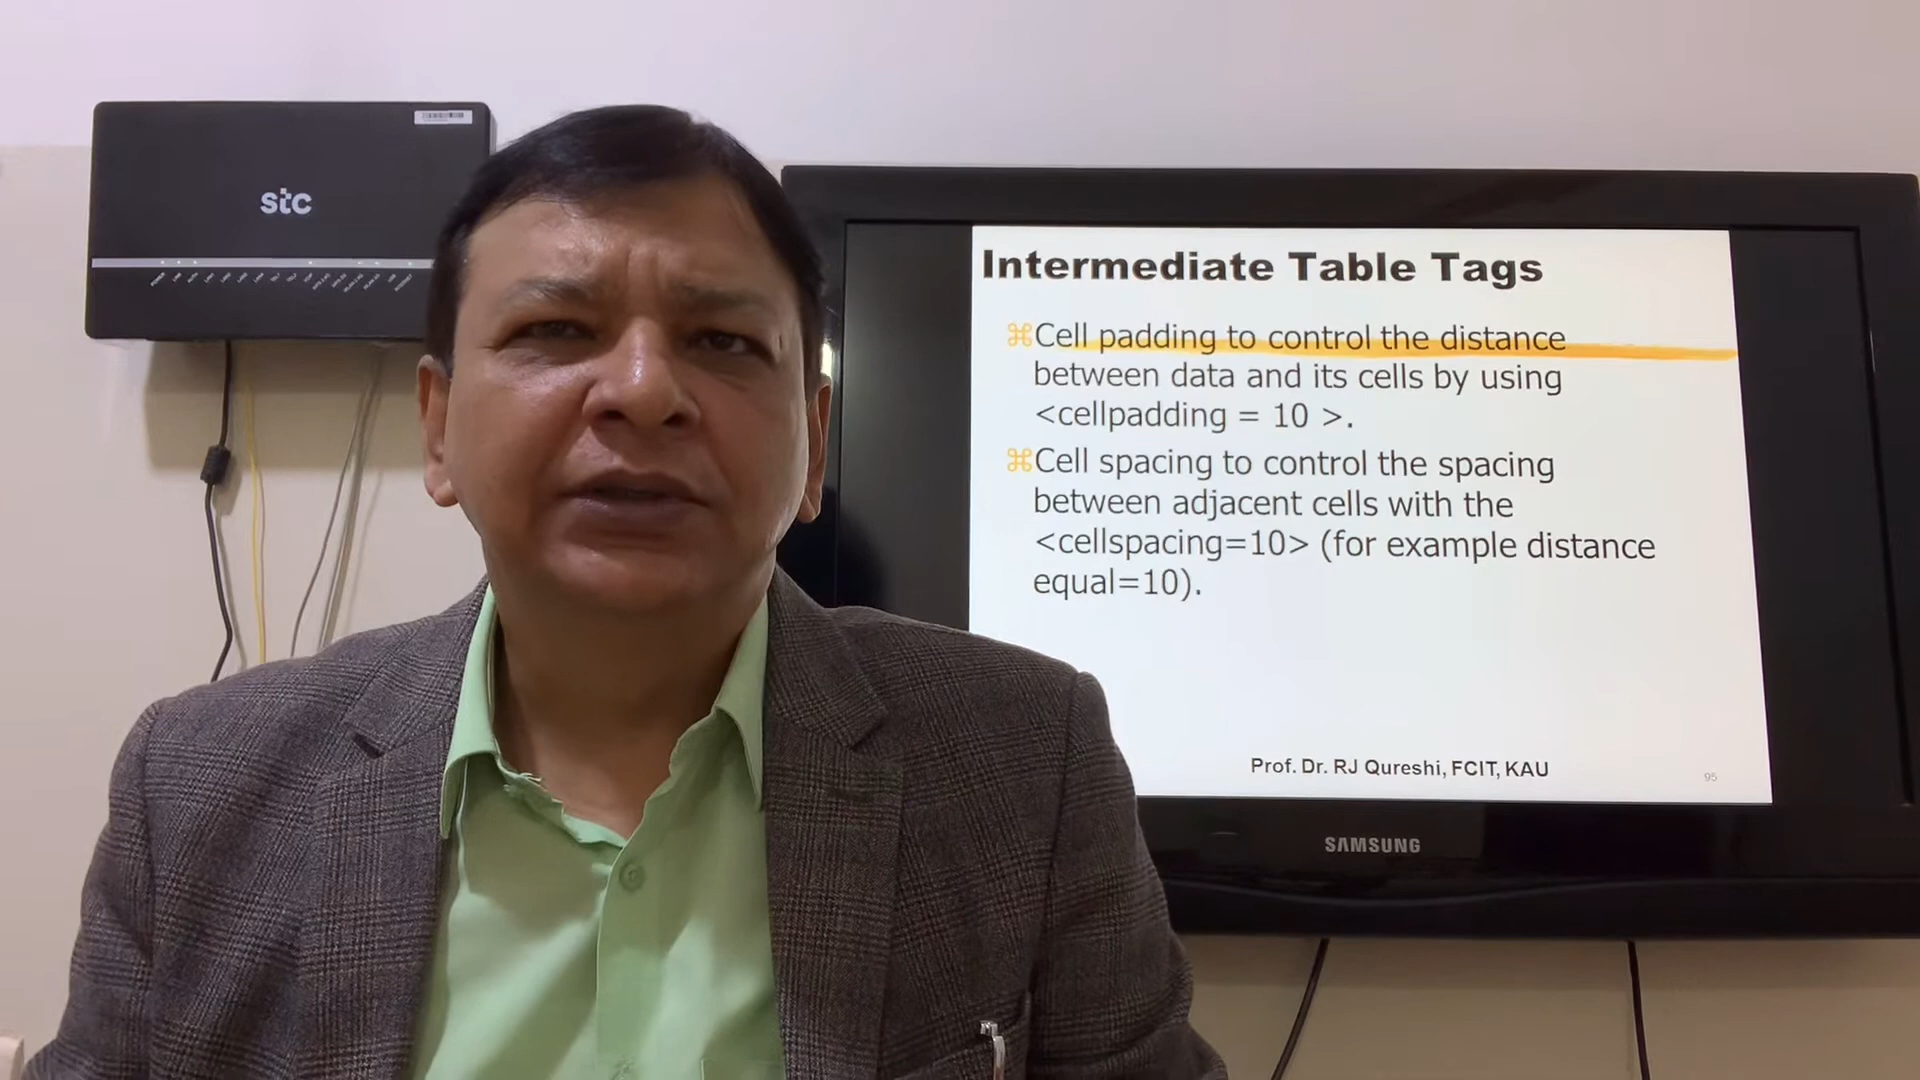 stc
Intermediate Table Tags
⌘Cell padding to control the distance
between data and its cells by using
<cellpadding = 10 >.
⌘Cell spacing to control the spacing
between adjacent cells with the
<cellspacing=10> (for example distance
equal=10).
Prof. Dr. RJ Qureshi, FCIT, KAU
95
SAMSUNG